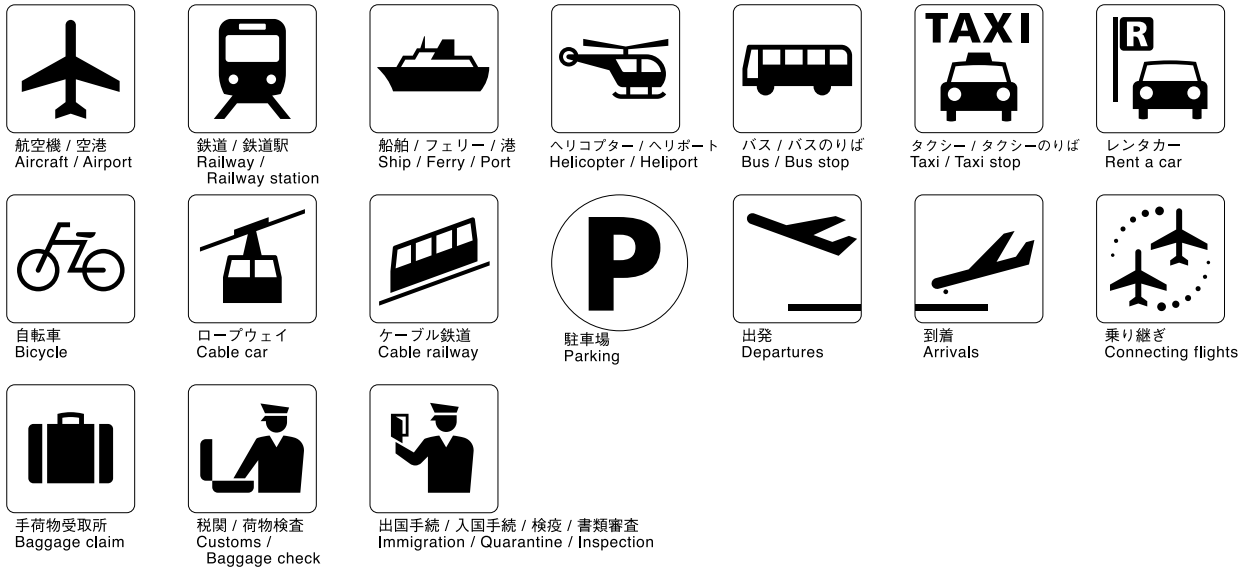 TAXI
R
航空機 / 空港
Aircraft / Airport
鉄道 / 鉄道駅
Railway /
Railway station
船舶 / フェリー / 港
Ship / Ferry / Port
ヘリコプター / ヘリポート
Helicopter / Heliport
バス / バスのりば
Bus / Bus stop
タクシー / タクシーのりば
Taxi / Taxi stop
レンタカー
Rent a car
P
自転車
Bicycle
ロープウェイ
Cable car
ケーブル鉄道
Cable railway
駐車場
Parking
出発
Departures
到着
Arrivals
乗り継ぎ
Connecting flights
手荷物受取所
Baggage claim
税関 / 荷物検査
Customs /
Baggage check
出国手続 / 入国手続 / 検疫 / 書類審査
Immigration / Quarantine / Inspection